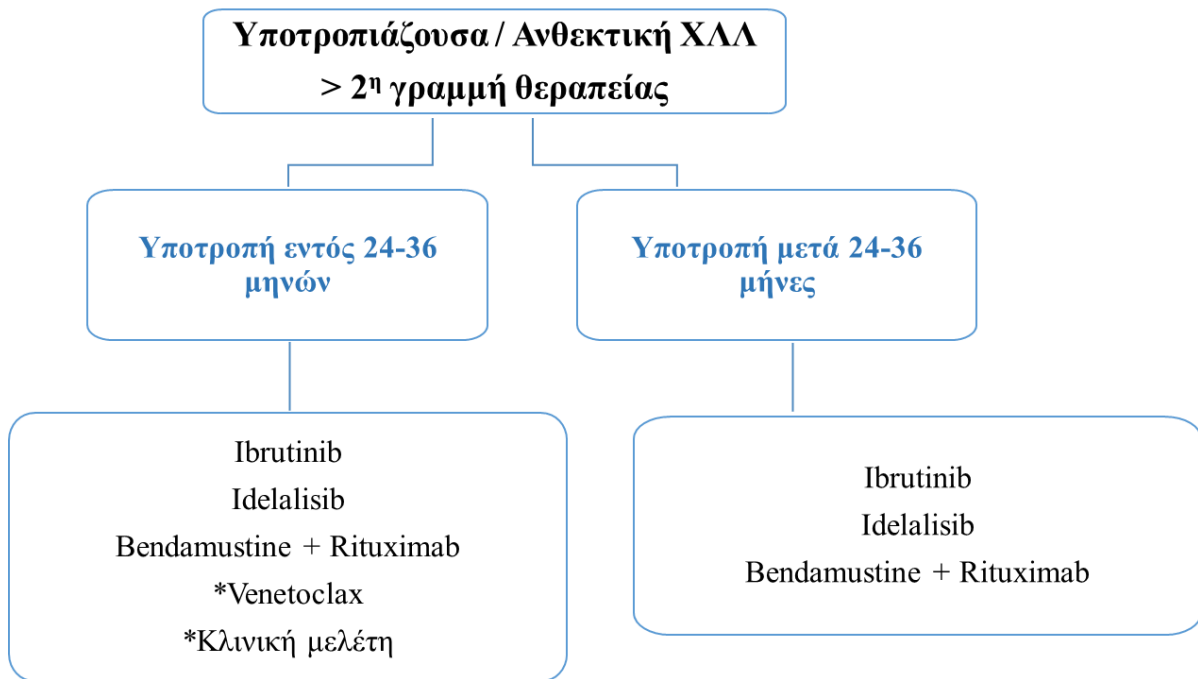 Υποτροπιάζουσα / Ανθεκτική ΧΛΛ
> 2η γραμμή θεραπείας
Υποτροπή εντός 24-36
μηνών
Υποτροπή μετά 24-36
μήνες
Ibrutinib
Idelalisib
Bendamustine + Rituximab
*Venetoclax
*Κλινική μελέτη
Ibrutinib
Idelalisib
Bendamustine + Rituximab